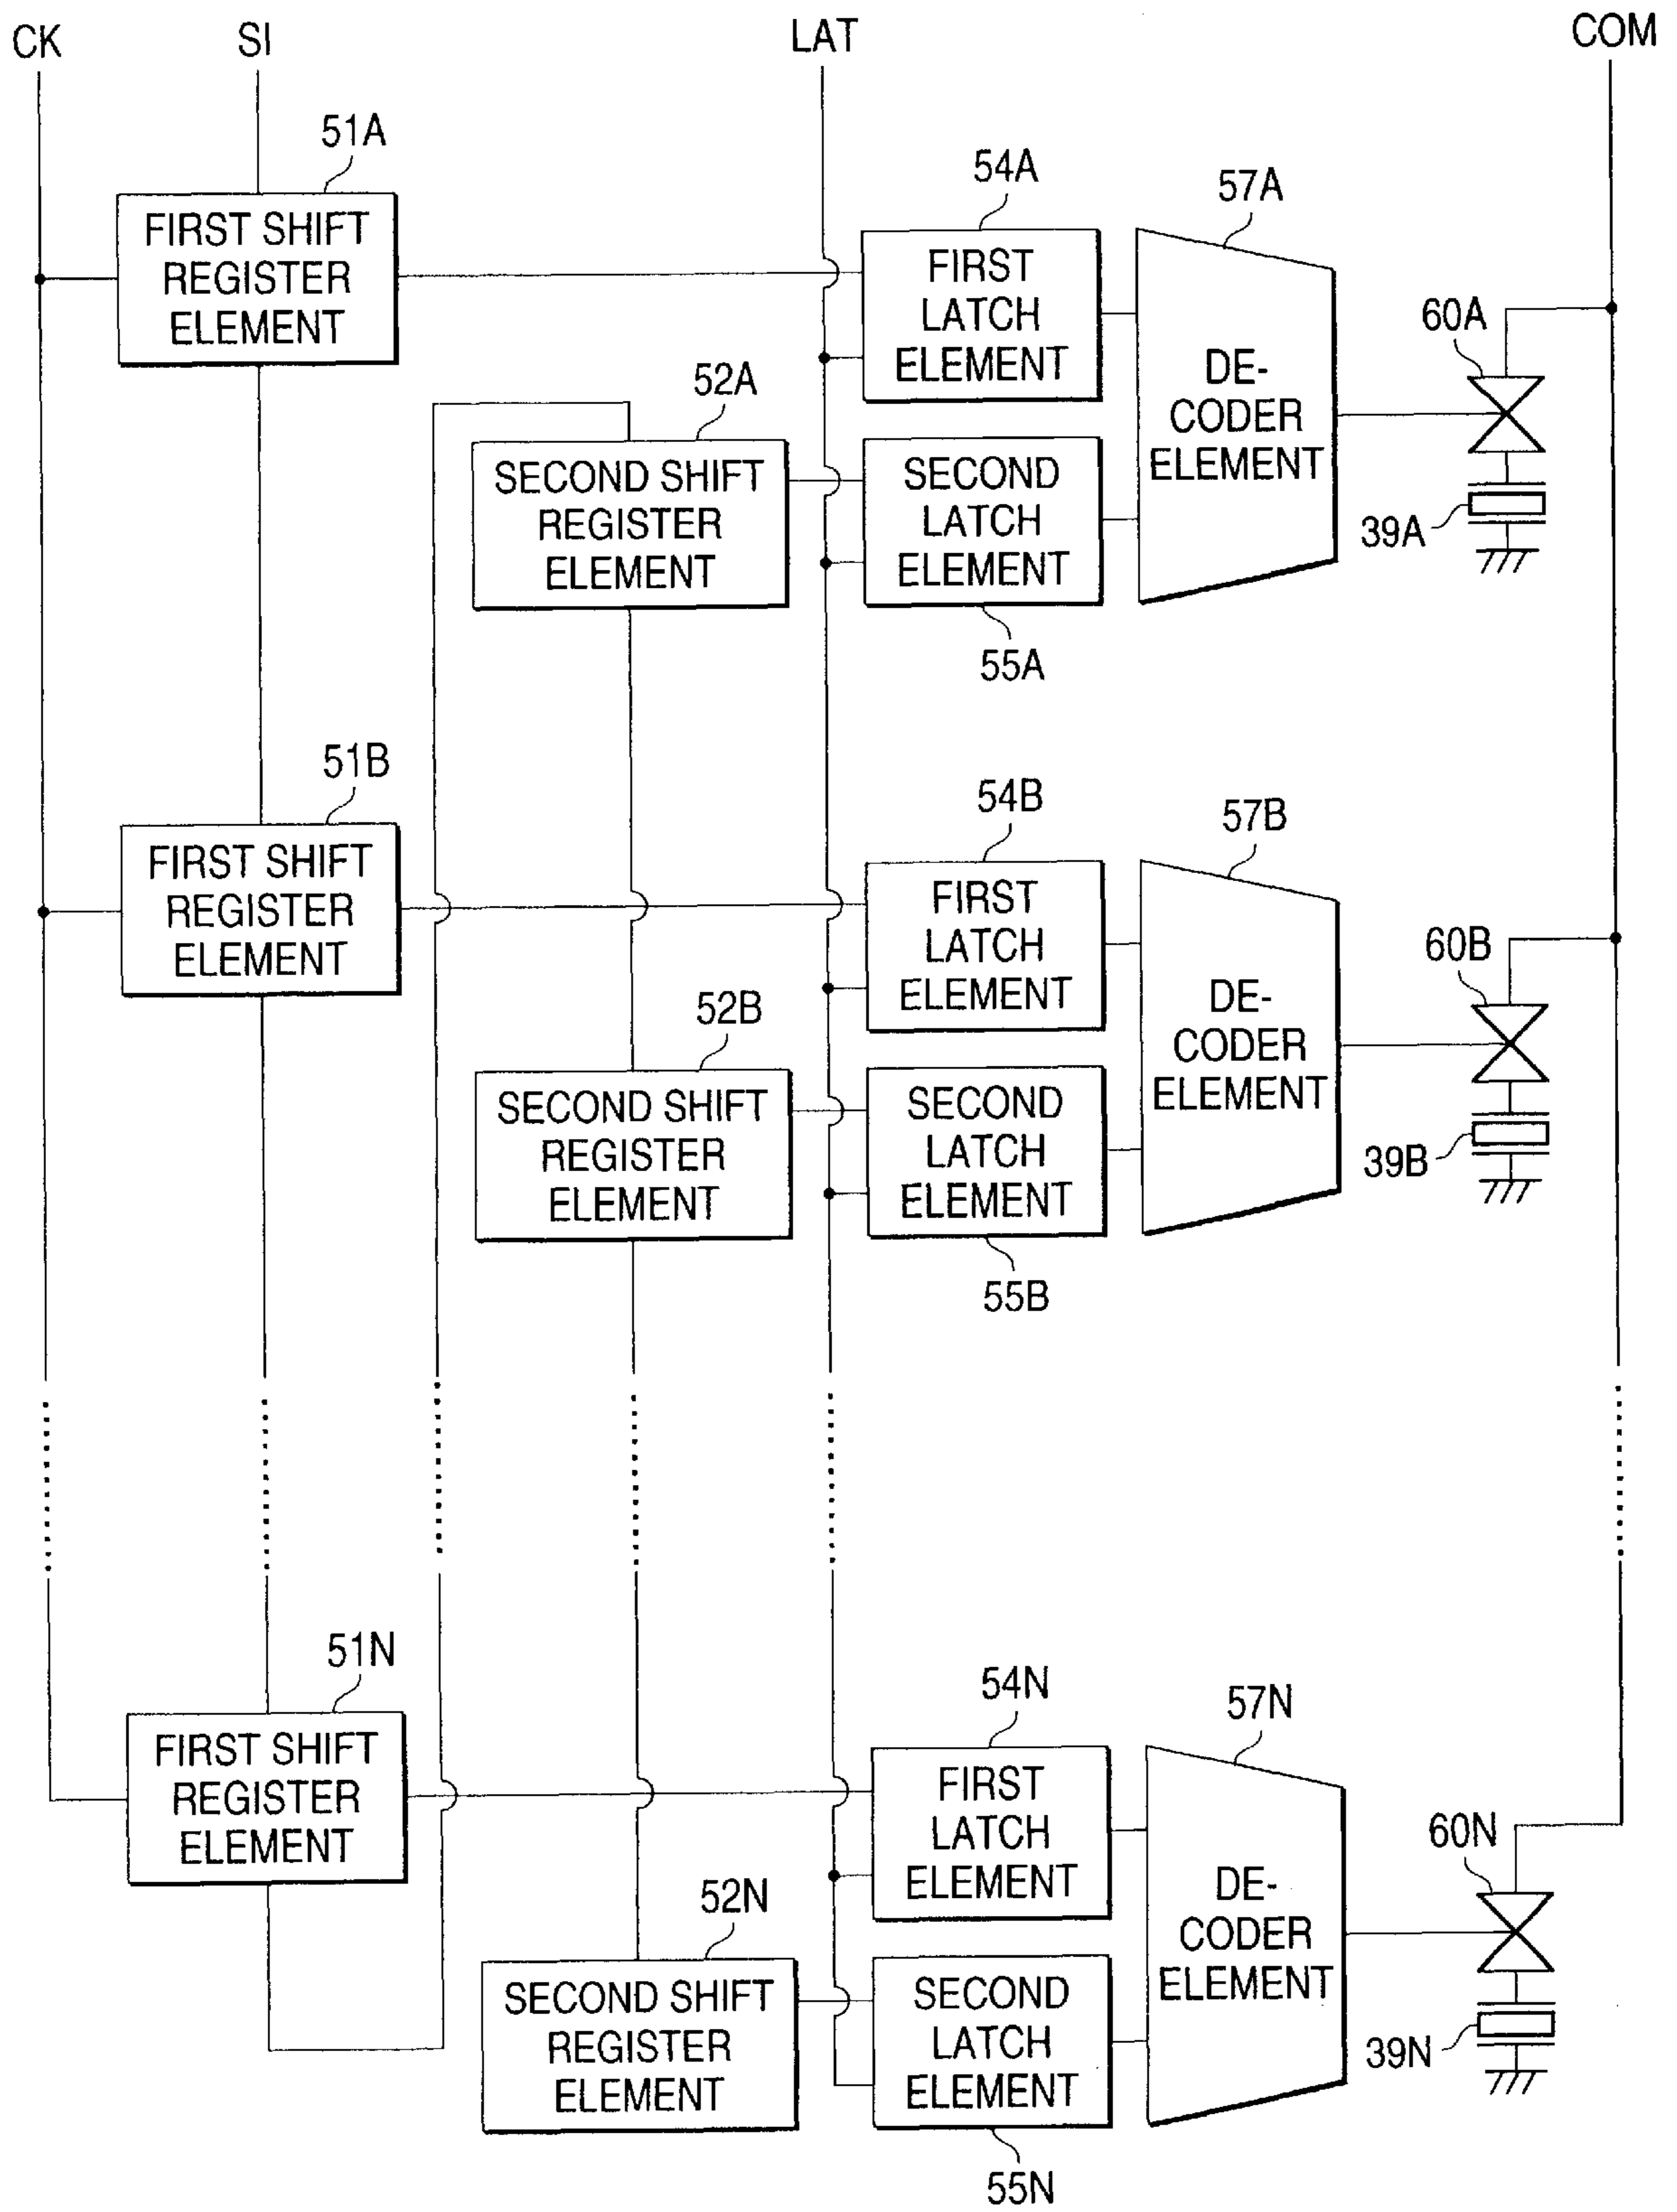 CK
SI
LAT
COM
51A
FIRST SHIFT
REGISTER
ELEMENT
54A
FIRST
LATCH
ELEMENT
57A
DE-
CODER
ELEMENT
60A
39A
52A
SECOND SHIFT
REGISTER
ELEMENT
SECOND
LATCH
ELEMENT
55A
51B
FIRST SHIFT
REGISTER
ELEMENT
54B
FIRST
LATCH
ELEMENT
57B
DE-
CODER
ELEMENT
60B
39B
52B
SECOND SHIFT
REGISTER
ELEMENT
SECOND
LATCH
ELEMENT
55B
51N
FIRST SHIFT
REGISTER
ELEMENT
54N
FIRST
LATCH
ELEMENT
57N
DE-
CODER
ELEMENT
60N
39N
52N
SECOND SHIFT
REGISTER
ELEMENT
SECOND
LATCH
ELEMENT
55N